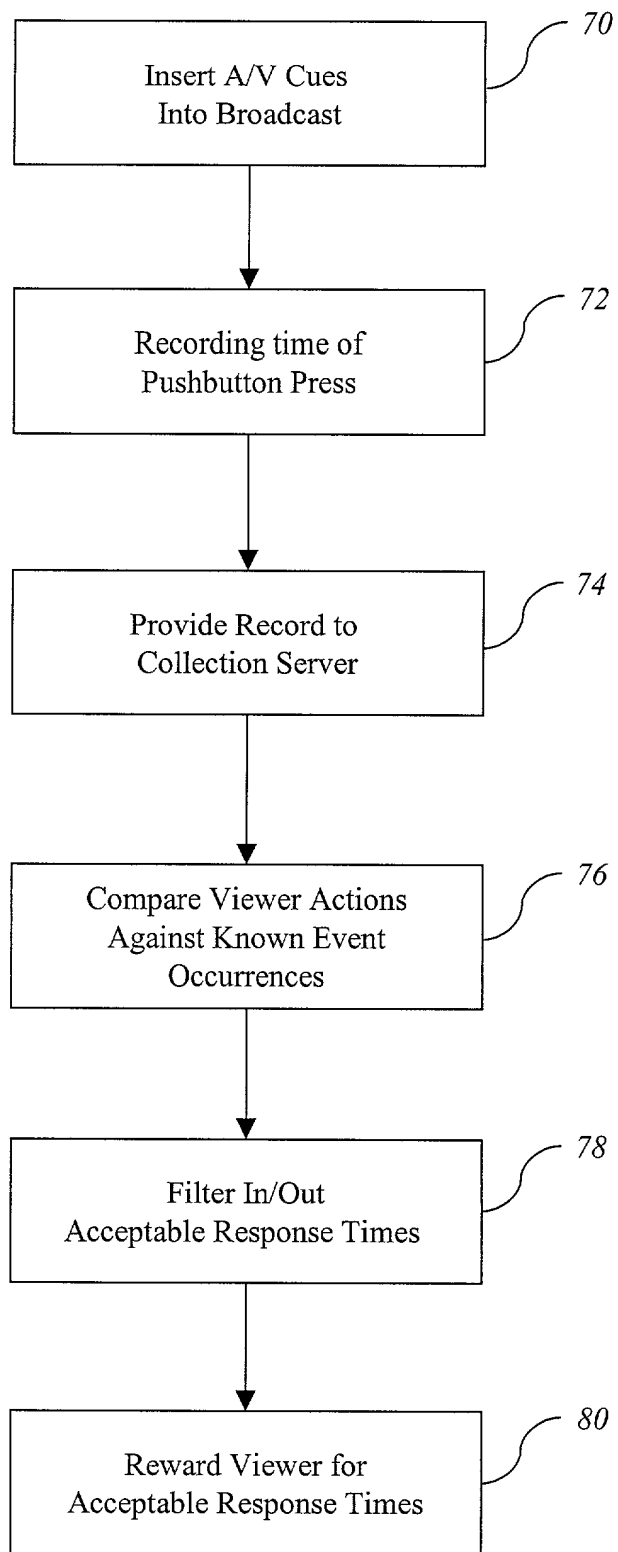 70
Insert A/V Cues
Into Broadcast
72
Recording time of
Pushbutton Press
74
Provide Record to
Collection Server
76
Compare Viewer Actions
Against Known Event
Occurrences
78
Filter In/Out
Acceptable Response Times
80
Reward Viewer for
Acceptable Response Times